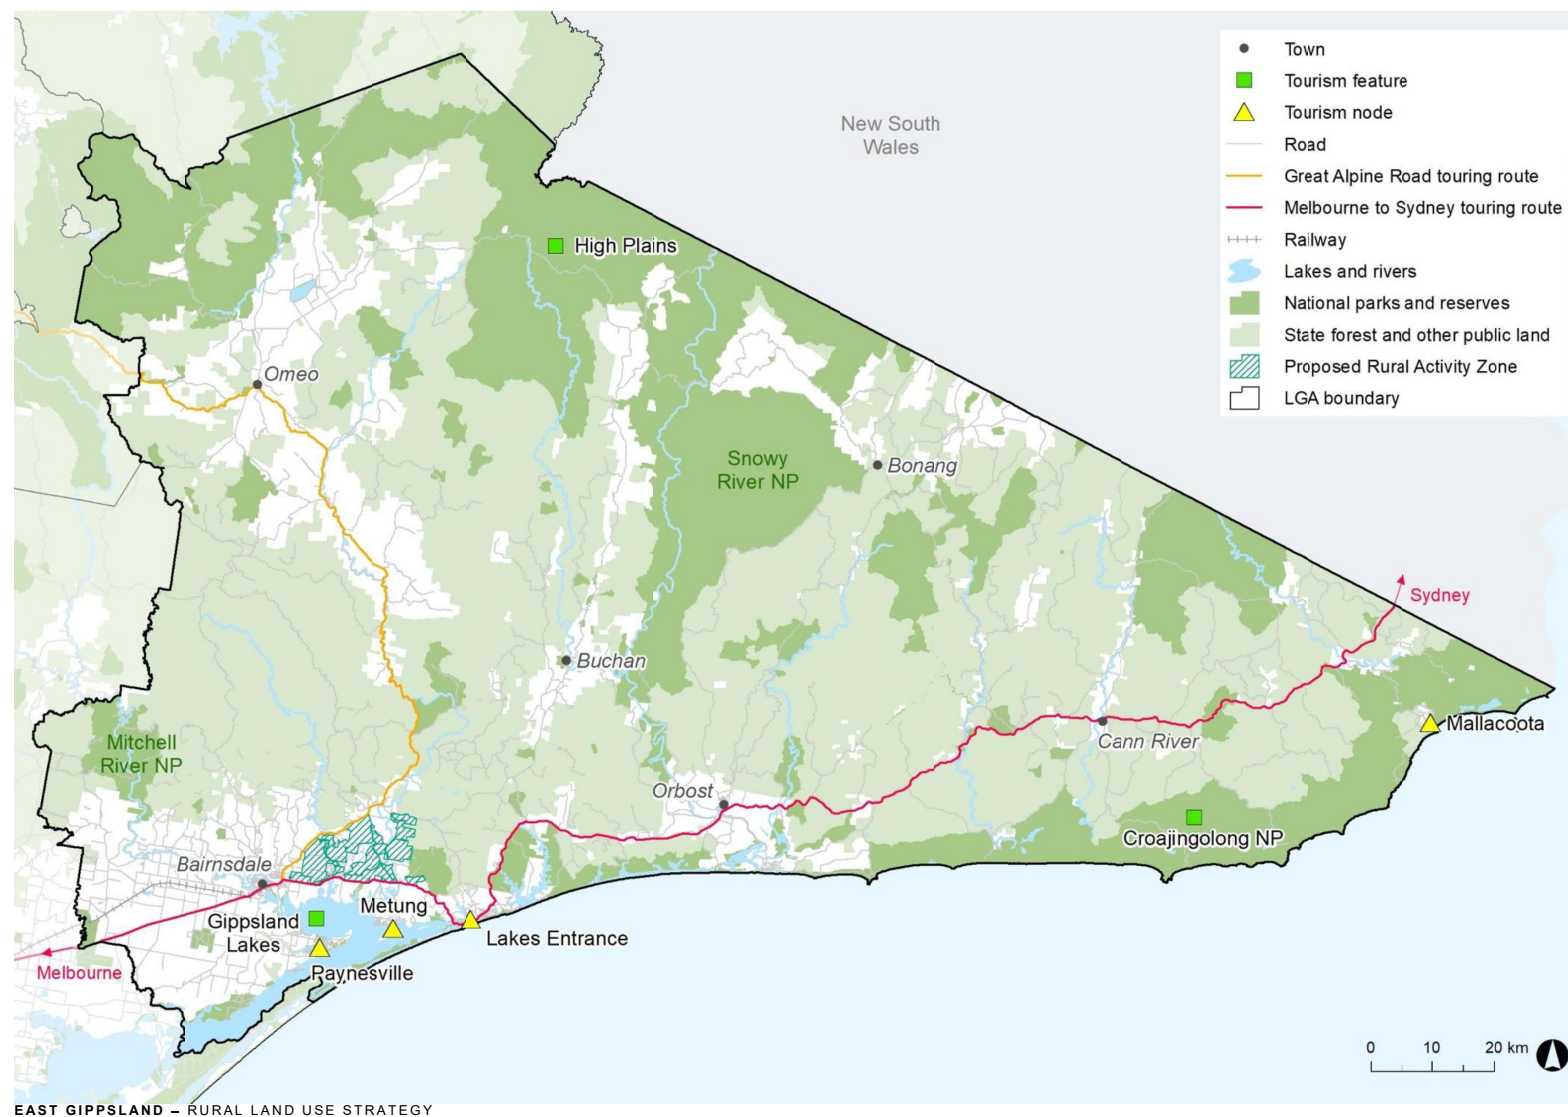 Town
Tourism feature
Tourism node
Road
Great Alpine Road touring route
Melbourne to Sydney touring route
Railway
Lakes and rivers
National parks and reserves
State forest and other public land
Proposed Rural Activity Zone
LGA boundary
New South
Wales
High Plains
Omeo
Snowy
River NP
Bonang
Sydney
Buchan
Mallacoota
Cann River
Mitchell
River NP
Orbost
Croajingolong NP
Bairnsdale
Metung
Gippsland
Lakes
Lakes Entrance
Melbourne
Paynesville
0 10 20 km
EAST GIPPSLAND – RURAL LAND USE STRATEGY